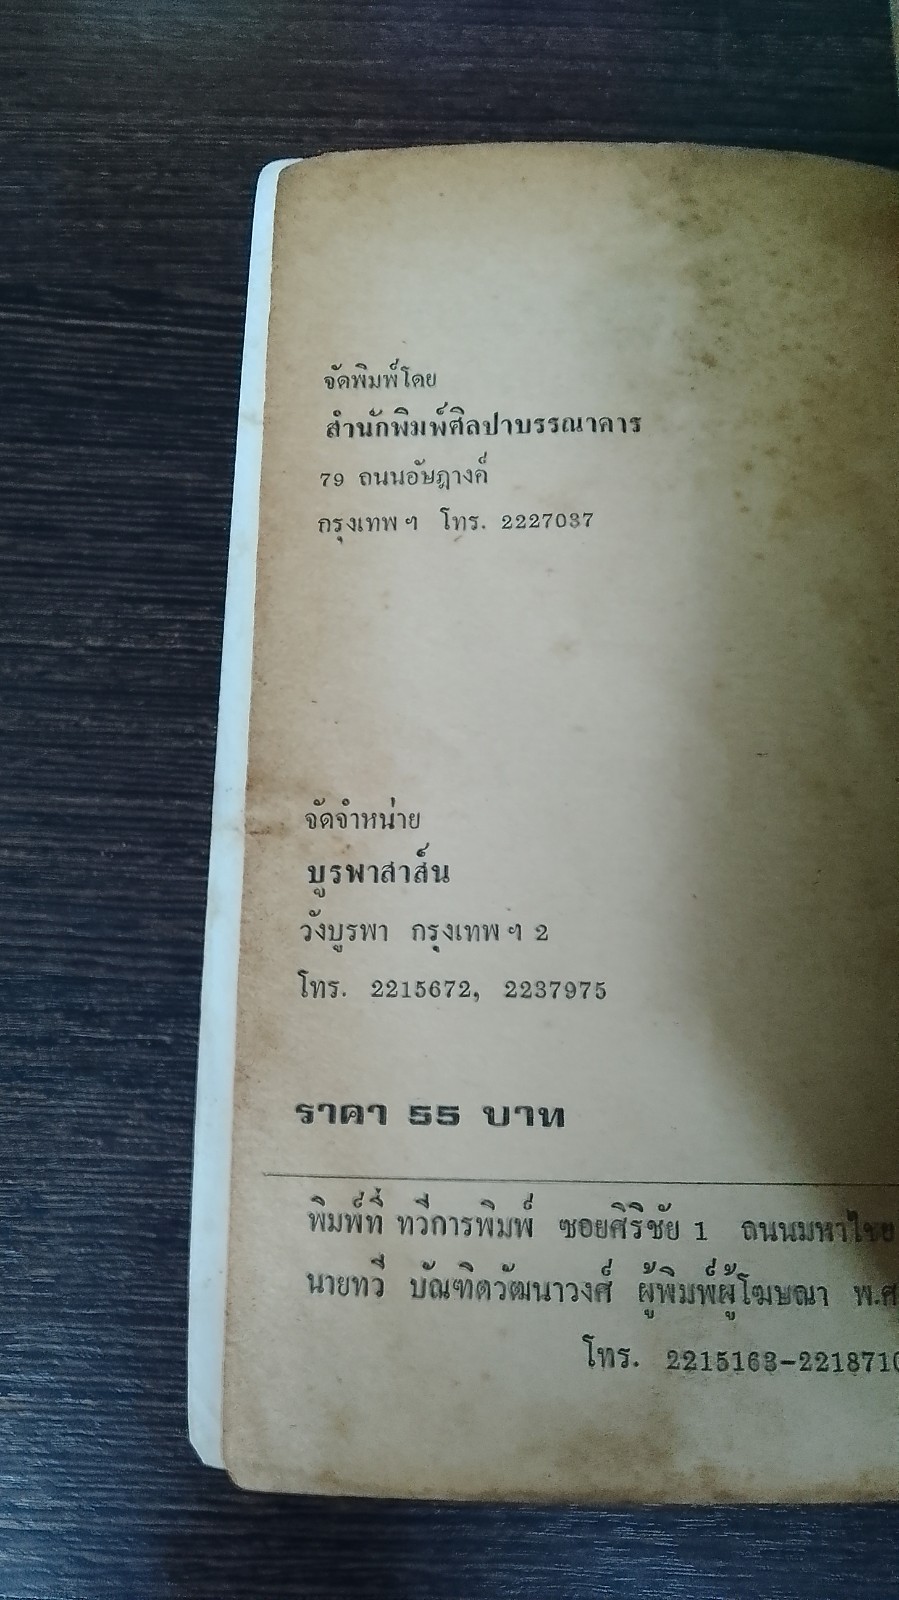 จัดพิมพ์โดย
สำนักพิมพ์ศิลปาบรรณาคาร
79 ถนนอัษฎางค์
กรุงเทพฯ โทร. 2227037
จัดจำหน่าย
บูรพาสาส์น
วังบูรพา กรุงเทพฯ 2
โทร. 2215672, 2237975
ราคา 55 บาท
พิมพ์ที่ ทวีการพิมพ์ ซอยศิริชัย 1 ถนนมหาไชย
นายทวี บัณฑิตวัฒนาวงศ์ ผู้พิมพ์ผู้โฆษณา พ.ศ
โทร. 2215163-2218710